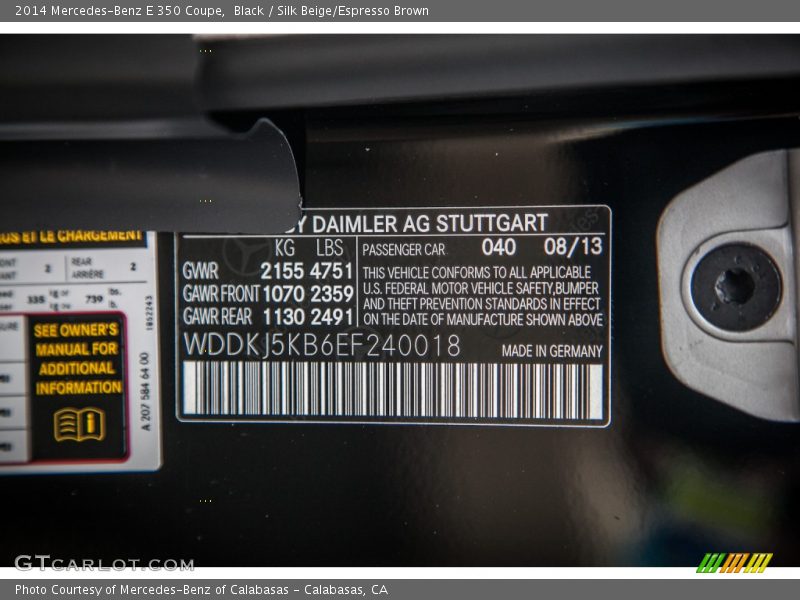 2014 Mercedes-Benz E 350 Coupe, Black / Silk Beige/Espresso Brown
Y DAIMLER AG STUTTGART
KG LBS
GWR 2155 4751
GAWR FRONT 1070 2359
GAWR REAR 1130 2491
PASSENGER CAR 040 08/13
THIS VEHICLE CONFORMS TO ALL APPLICABLE
U.S. FEDERAL MOTOR VEHICLE SAFETY,BUMPER
AND THEFT PREVENTION STANDARDS IN EFFECT
ON THE DATE OF MANUFACTURE SHOWN ABOVE
WDDKJ5KB6EF240018 MADE IN GERMANY
ET LE CHARGEMENT
2 REAR ARRIÈRE 2
335 kg or 739 lbs.
SEE OWNER'S
MANUAL FOR
ADDITIONAL
INFORMATION
1852243
A 207 584 64 00
GTCARLOT.COM
Photo Courtesy of Mercedes-Benz of Calabasas - Calabasas, CA